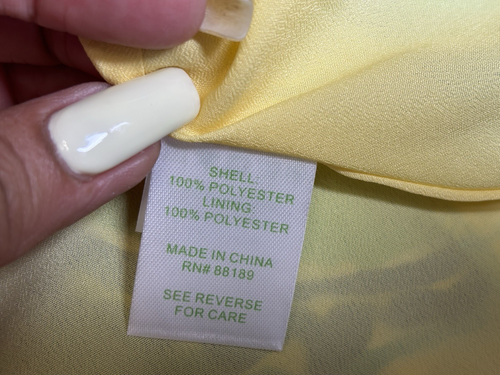 SHELL:
100% POLYESTER
LINING:
100% POLYESTER
MADE IN CHINA
RN# 88189
SEE REVERSE
FOR CARE